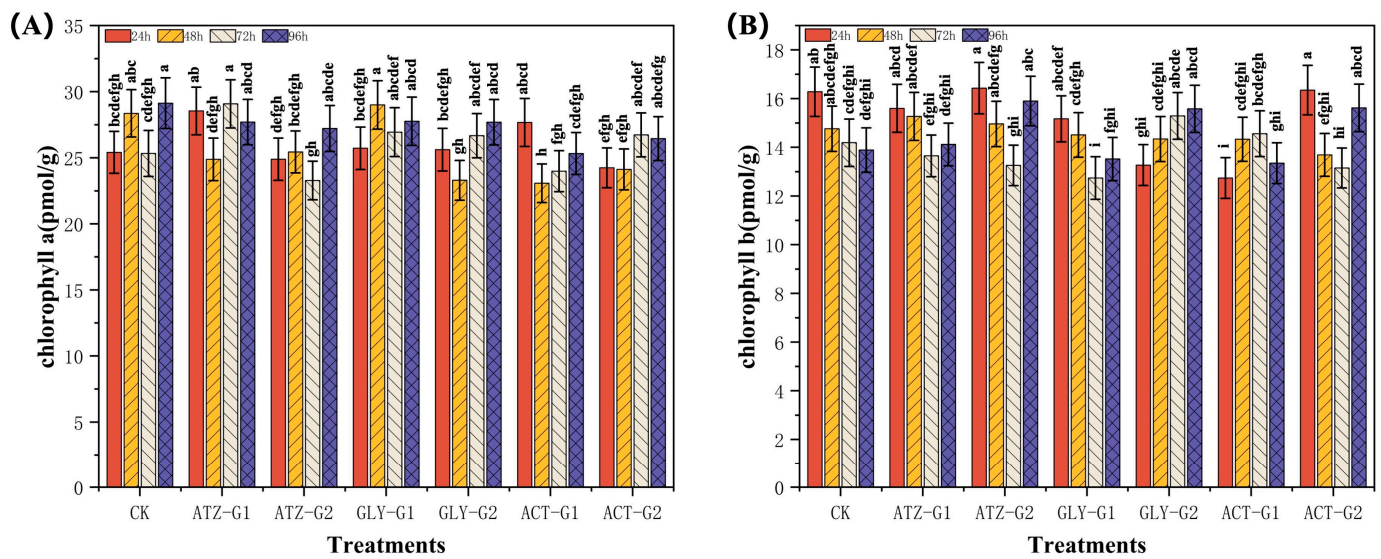 (A)
24h 48h 72h 96h
chlorophyll a(pmol/g)
35
30
25
20
15
10
5
0
bcdefgh abc cdefgh a
ab defgh a abcd
defgh bcdefgh gh abcde
bcdefgh a abcdef abcd
bcdefgh gh abcdef abcd
abcd h fgh cdefgh
efgh efgh abcdef abcdefg
CK ATZ-G1 ATZ-G2 GLY-G1 GLY-G2 ACT-G1 ACT-G2
Treatments
(B)
24h 48h 72h 96h
chlorophyll b(pmol/g)
18
16
14
12
10
8
6
4
2
0
ab abcdefgh cdefghi defghi
abcd abcdef efghi defghi
a abcdefg ghi abc
abcdef cdefgh i fghi
ghi cdefghi abcde abcd
i cdefghi bcdefgh ghi
a efghi hi abcd
CK ATZ-G1 ATZ-G2 GLY-G1 GLY-G2 ACT-G1 ACT-G2
Treatments